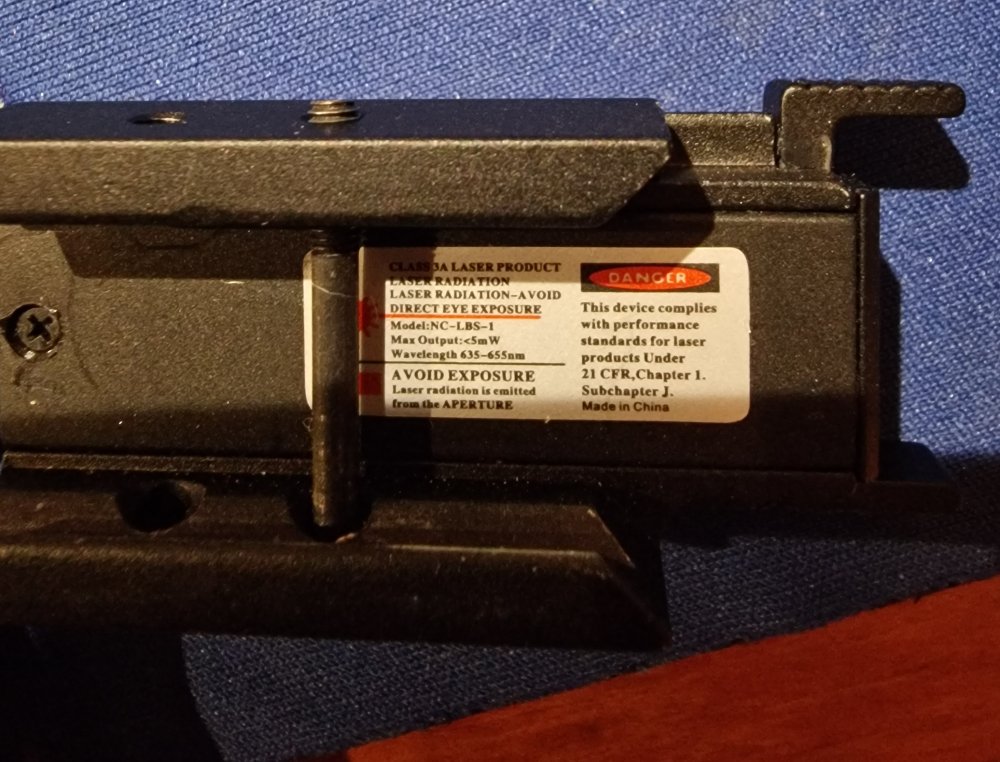 CLASS 3A LASER PRODUCT
LASER RADIATION
LASER RADIATION-AVOID
DIRECT EYE EXPOSURE
Model:NC-LBS-1
Max Output:<5mW
Wavelength 635-655nm
AVOID EXPOSURE
Laser radiation is emitted
from the APERTURE
DANGER
This device complies
with performance
standards for laser
products Under
21 CFR,Chapter 1.
Subchapter J.
Made in China